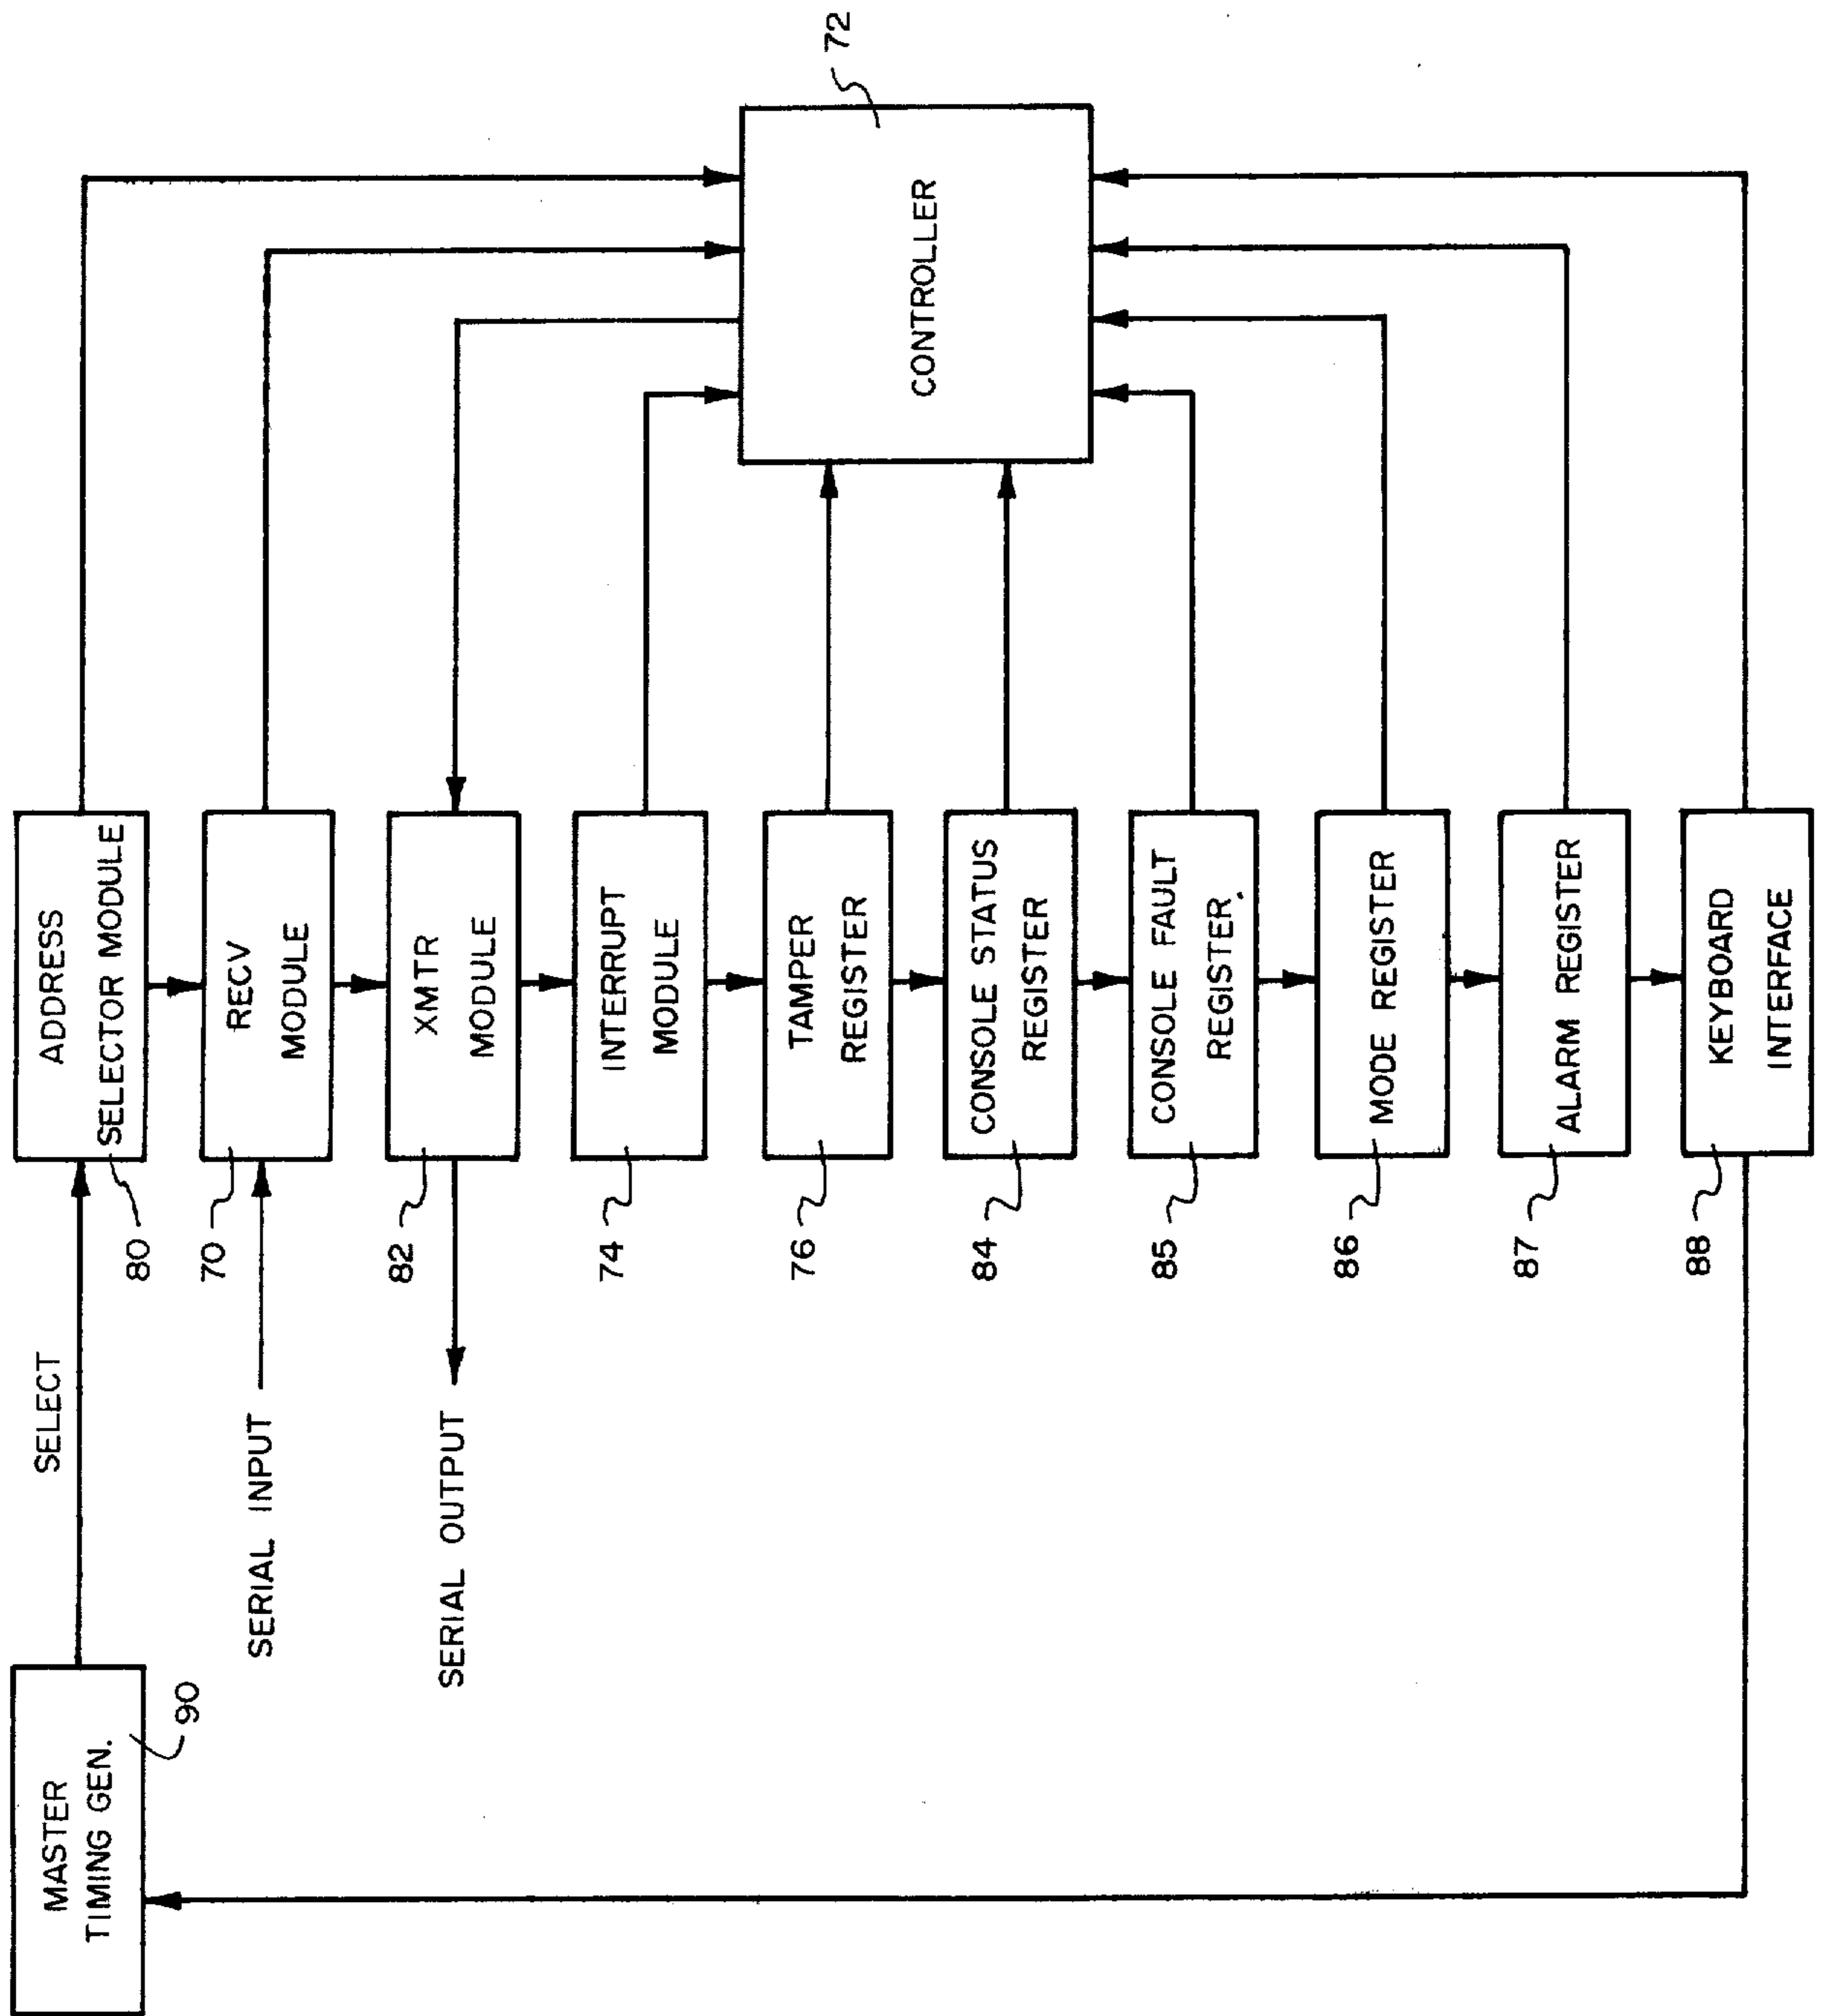 MASTER
TIMING GEN.
90
SELECT
SERIAL INPUT
SERIAL OUTPUT
ADDRESS
SELECTOR MODULE
80
RECV
MODULE
70
XMTR
MODULE
82
INTERRUPT
MODULE
74
TAMPER
REGISTER
76
CONSOLE STATUS
REGISTER
84
CONSOLE FAULT
REGISTER.
85
MODE REGISTER
86
ALARM REGISTER
87
KEYBOARD
INTERFACE
88
CONTROLLER
72